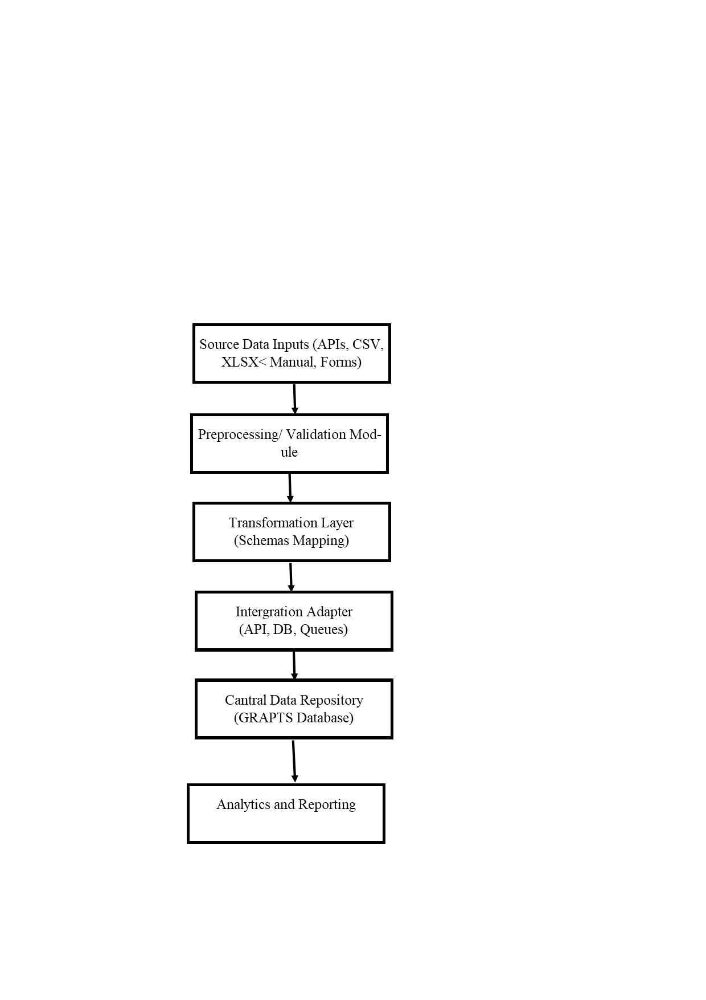 Source Data Inputs (APIs, CSV,
XLSX< Manual, Forms)
Preprocessing/ Validation Mod-
ule
Transformation Layer
(Schemas Mapping)
Intergration Adapter
(API, DB, Queues)
Cantral Data Repository
(GRAPTS Database)
Analytics and Reporting